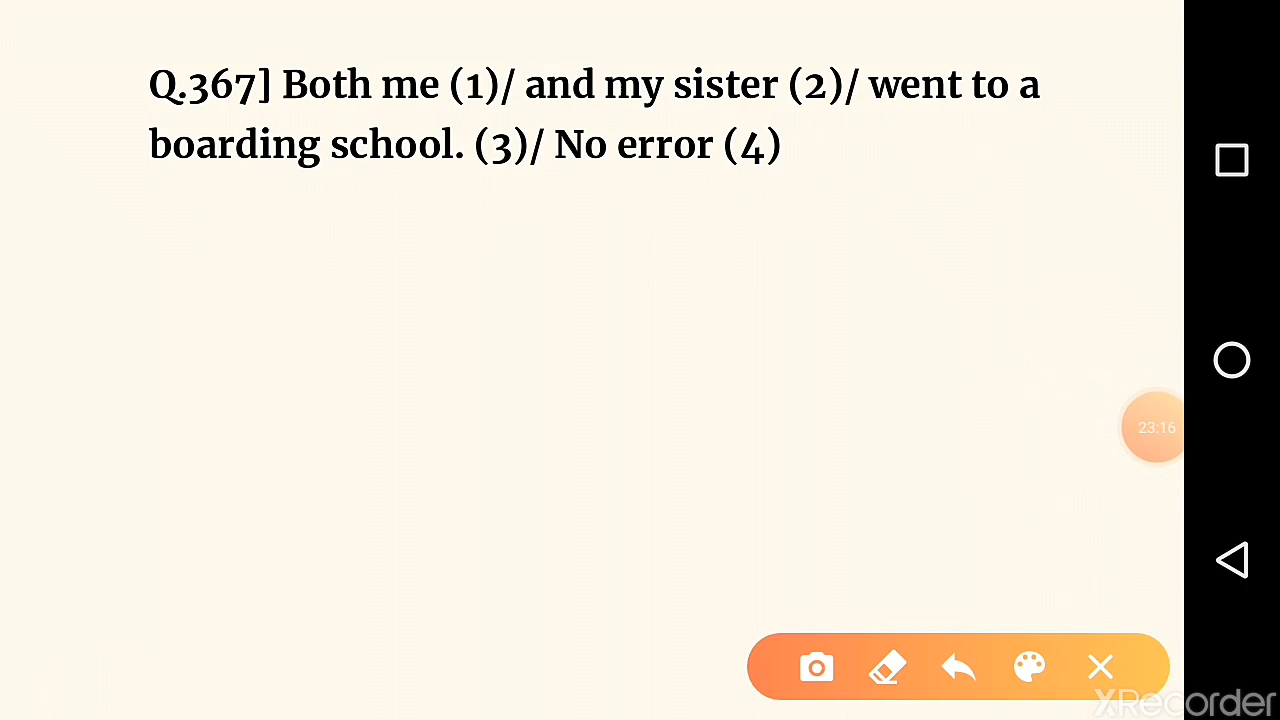 Q.367] Both me (1)/ and my sister (2)/ went to a
boarding school. (3)/ No error (4)
23:16
XRecorder